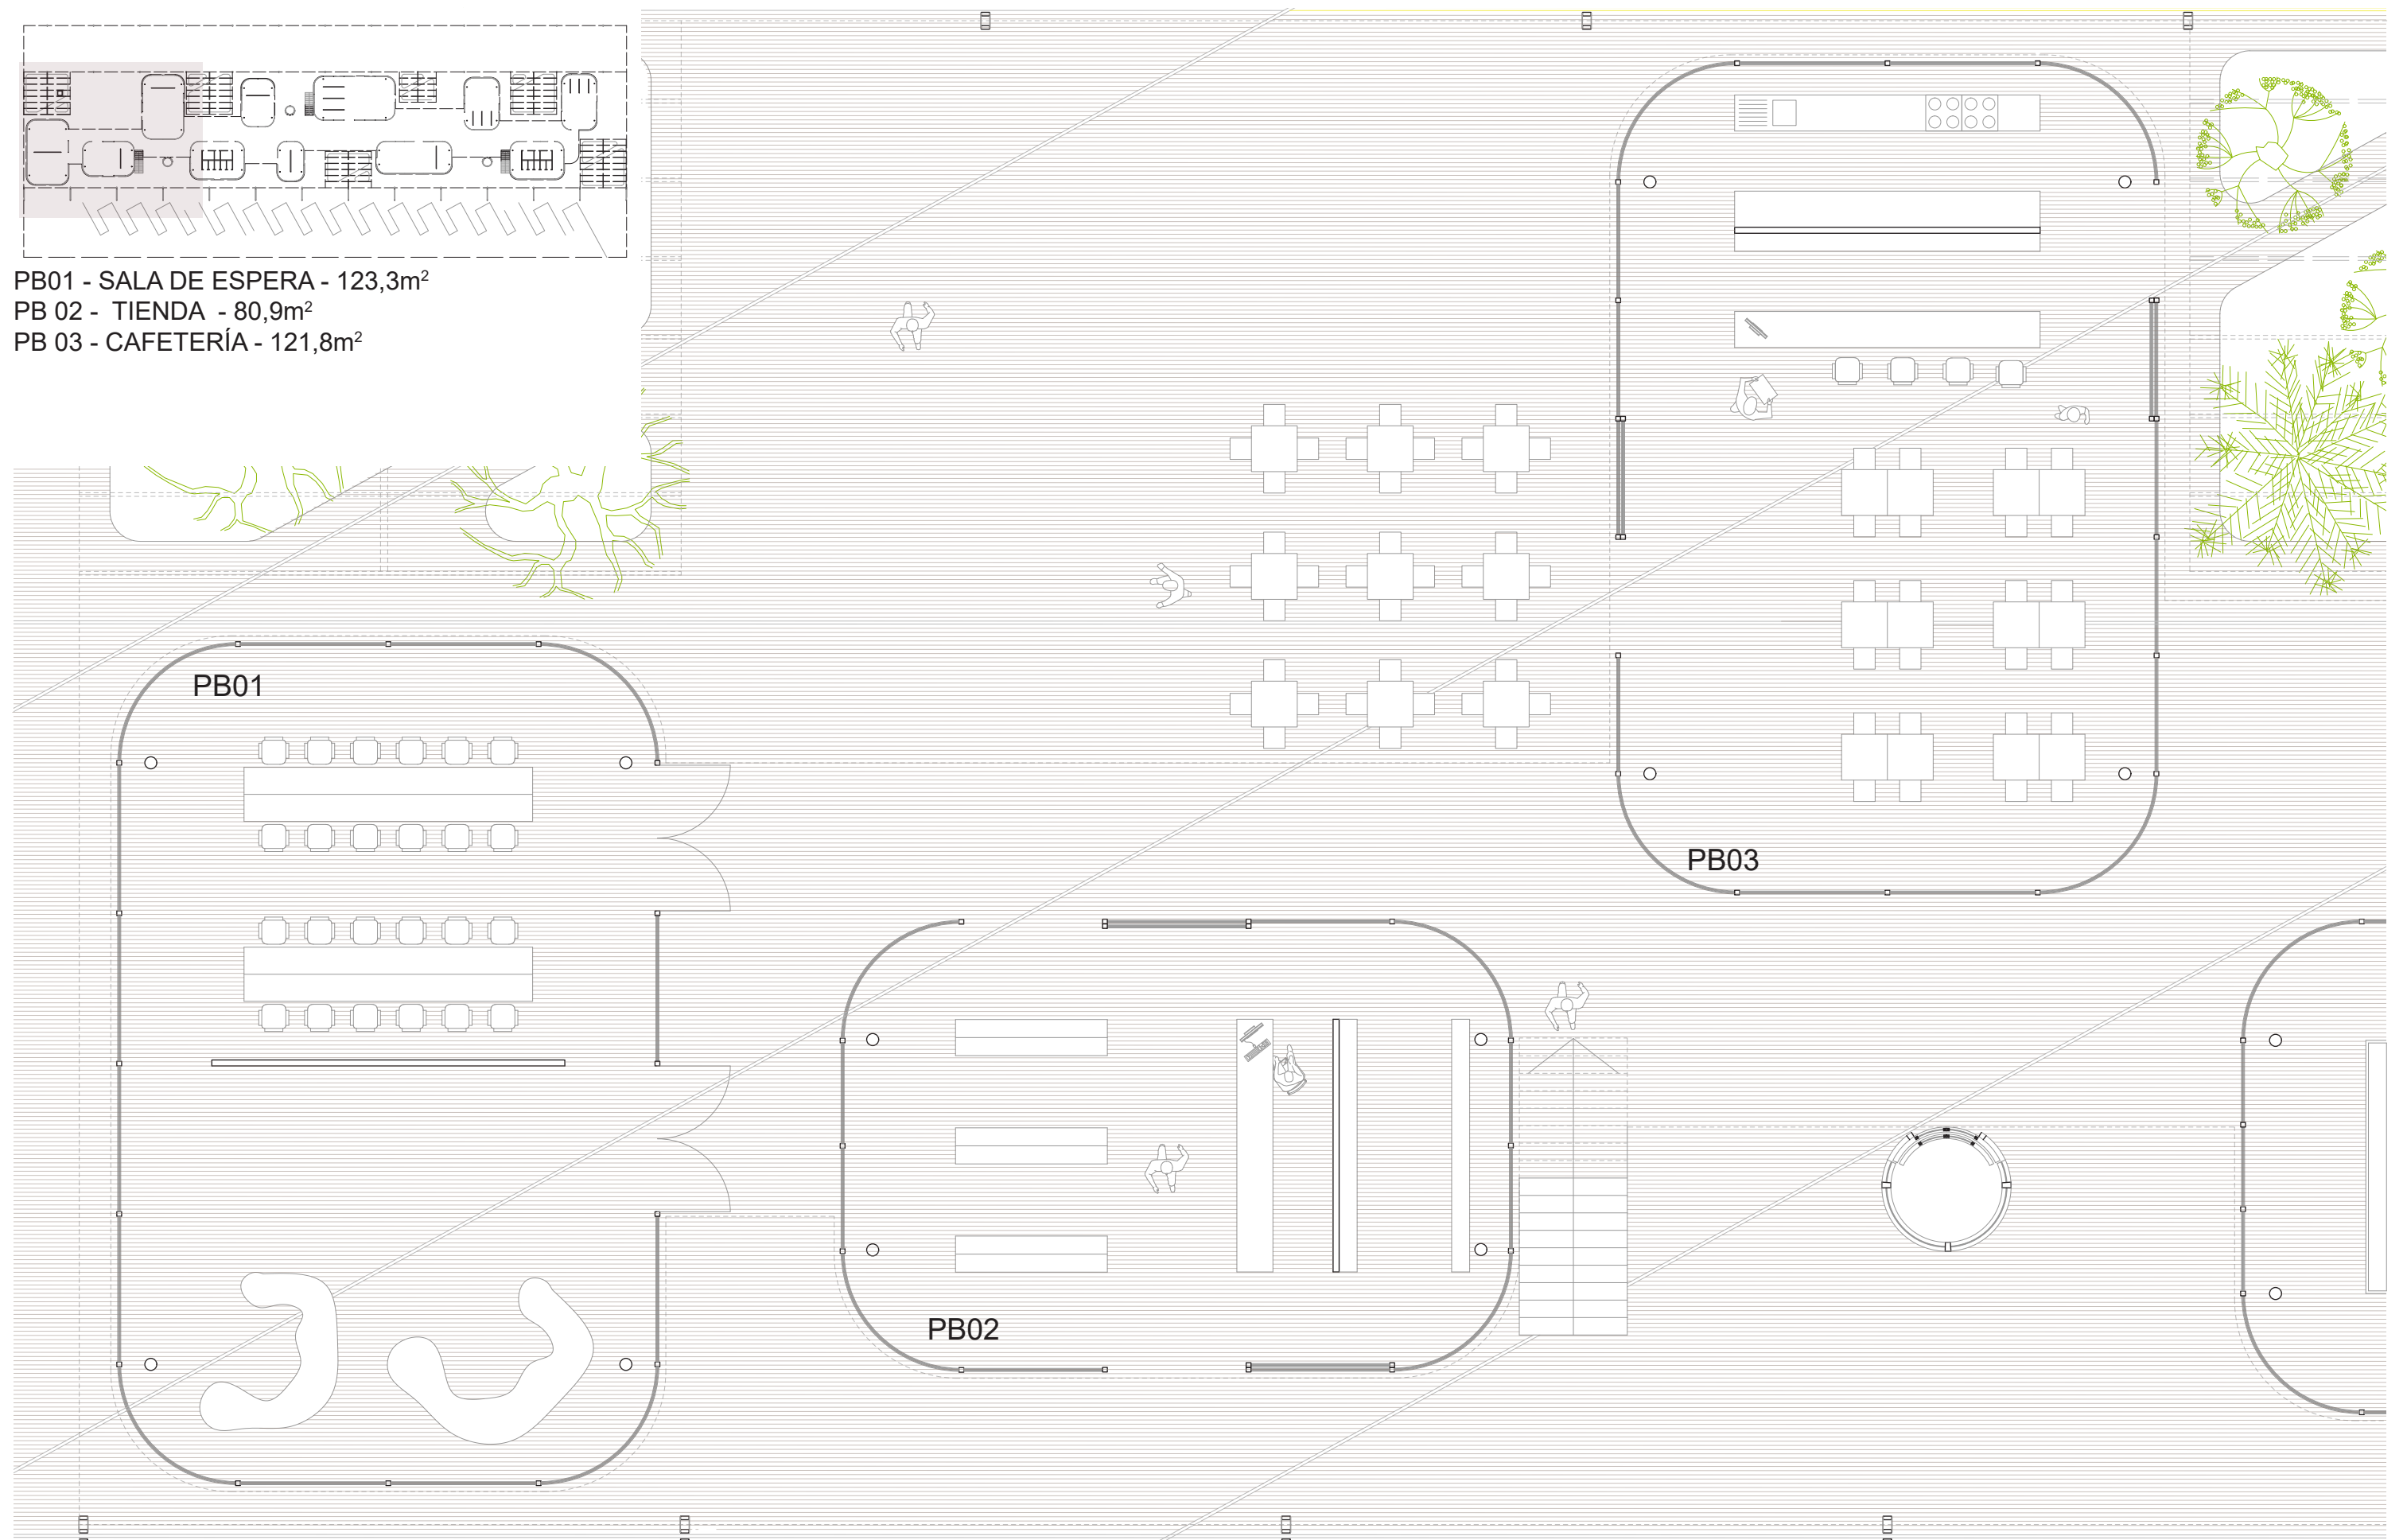 PB01 - SALA DE ESPERA - 123,3m²
PB 02 - TIENDA - 80,9m²
PB 03 - CAFETERÍA - 121,8m²
PB01
PB03
PB02